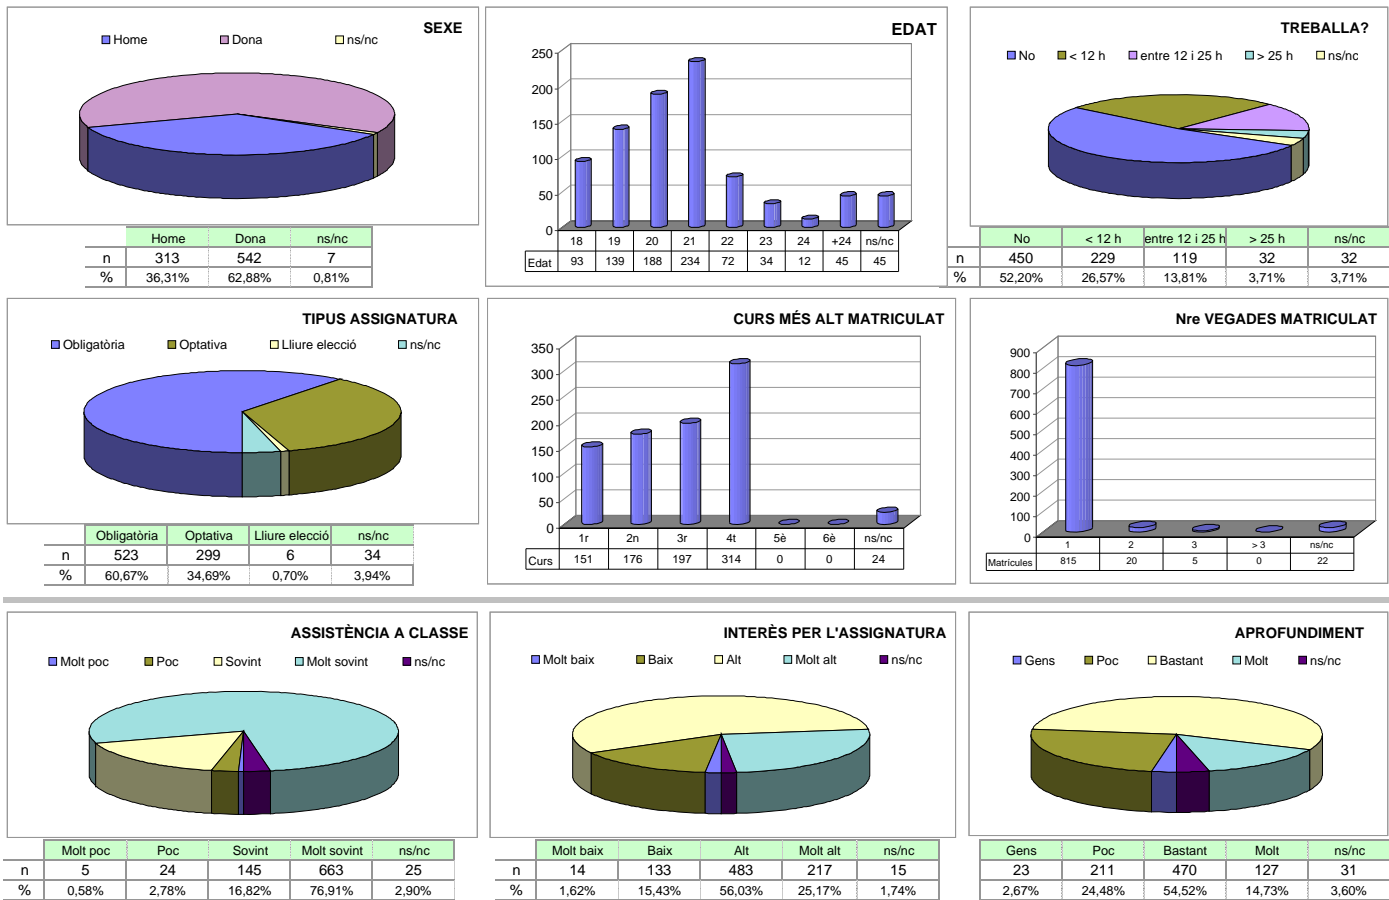 SEXE
Home Dona ns/nc
Home Dona ns/nc
n 313 542 7
% 36,31% 62,88% 0,81%
EDAT
250
200
150
100
50
0
18 19 20 21 22 23 24 +24 ns/nc
Edat 93 139 188 234 72 34 12 45 45
TREBALLA?
No < 12 h entre 12 i 25 h > 25 h ns/nc
No < 12 h entre 12 i 25 h > 25 h ns/nc
n 450 229 119 32 32
% 52,20% 26,57% 13,81% 3,71% 3,71%
TIPUS ASSIGNATURA
Obligatòria Optativa Lliure elecció ns/nc
Obligatòria Optativa Lliure elecció ns/nc
n 523 299 6 34
% 60,67% 34,69% 0,70% 3,94%
CURS MÉS ALT MATRICULAT
350
300
250
200
150
100
50
0
1r 2n 3r 4t 5è 6è ns/nc
Curs 151 176 197 314 0 0 24
Nre VEGADES MATRICULAT
900
800
700
600
500
400
300
200
100
0
1 2 3 > 3 ns/nc
Matrícules 815 20 5 0 22
ASSISTÈNCIA A CLASSE
Molt poc Poc Sovint Molt sovint ns/nc
Molt poc Poc Sovint Molt sovint ns/nc
n 5 24 145 663 25
% 0,58% 2,78% 16,82% 76,91% 2,90%
INTERÈS PER L'ASSIGNATURA
Molt baix Baix Alt Molt alt ns/nc
Molt baix Baix Alt Molt alt ns/nc
n 14 133 483 217 15
% 1,62% 15,43% 56,03% 25,17% 1,74%
APROFUNDIMENT
Gens Poc Bastant Molt ns/nc
Gens Poc Bastant Molt ns/nc
23 211 470 127 31
2,67% 24,48% 54,52% 14,73% 3,60%